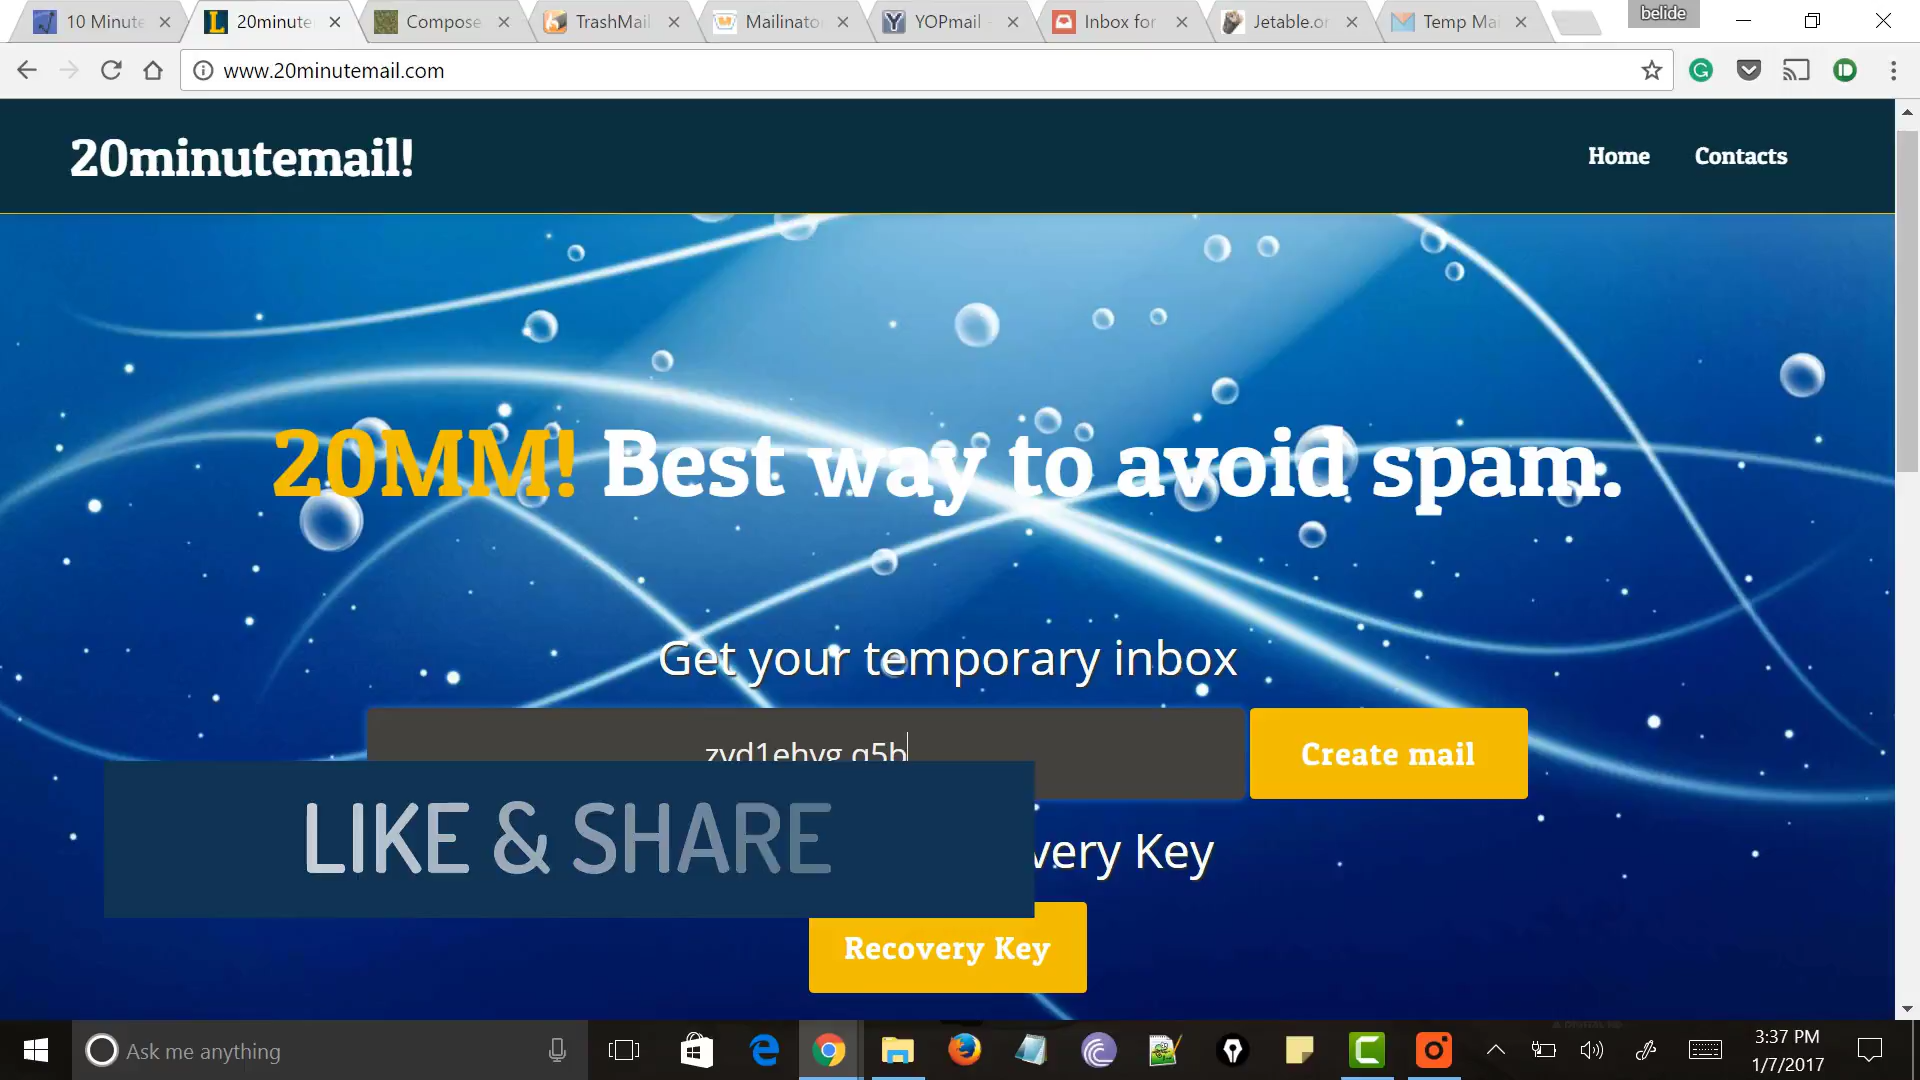 10 Minute
20minute
Compose
TrashMail
Mailinato
YOPmail
Inbox for
Jetable.or
Temp Mai
belide
www.20minutemail.com
20minutemail!
Home
Contacts
20MM! Best way to avoid spam.
Get your temporary inbox
Create mail
LIKE & SHARE
very Key
Recovery Key
Ask me anything
3:37 PM
1/7/2017